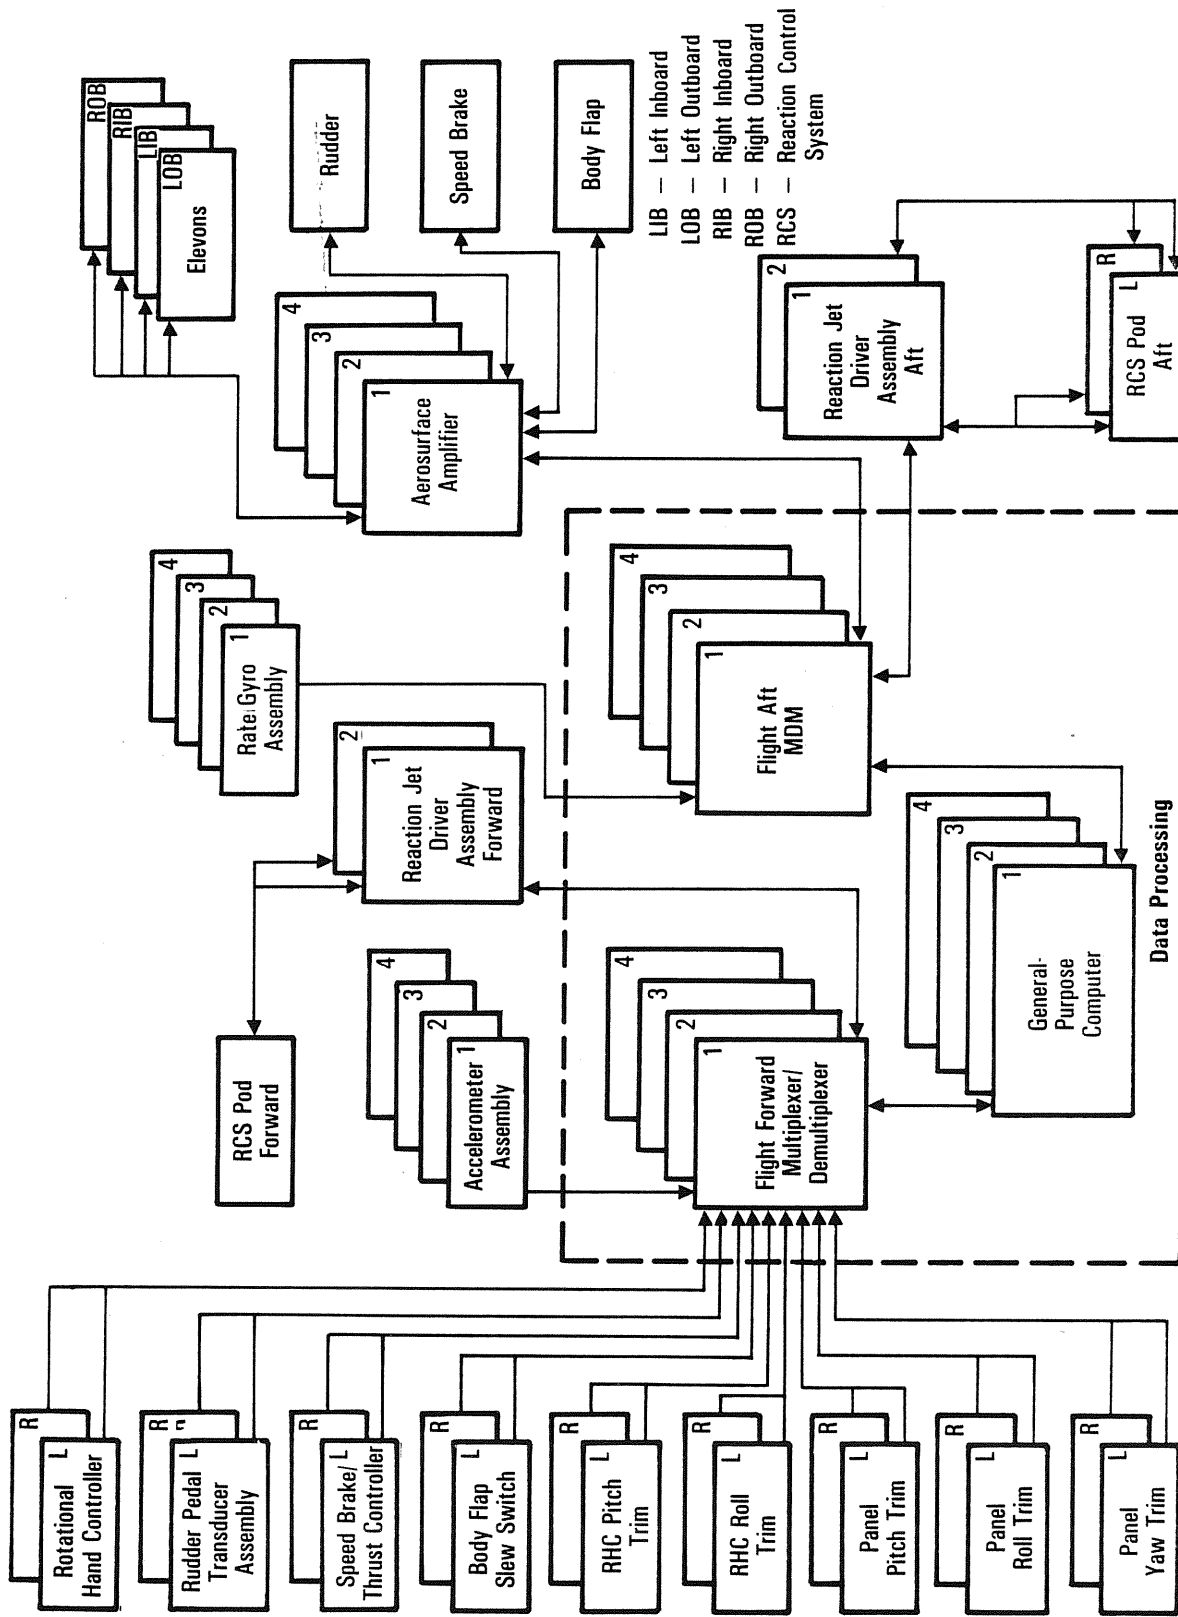 Rotational
Hand Controller
L
R
Rudder Pedal
Transducer
Assembly
L
R
Speed Brake/
Thrust Controller
L
R
Body Flap
Slew Switch
L
R
RHC Pitch
Trim
L
R
RHC Roll
Trim
L
R
Panel
Pitch Trim
L
R
Panel
Roll Trim
L
R
Panel
Yaw Trim
L
R
RCS Pod
Forward
Accelerometer
Assembly
1
2
3
4
Flight Forward
Multiplexer/
Demultiplexer
1
2
3
4
General-
Purpose
Computer
1
2
3
4
Data Processing
Reaction Jet
Driver
Assembly
Forward
1
2
Rate Gyro
Assembly
1
2
3
4
Flight Aft
MDM
1
2
3
4
Aerosurface
Amplifier
1
2
3
4
Reaction Jet
Driver
Assembly
Aft
1
2
RCS Pod
Aft
L
R
Elevons
LOB
LIB
RIB
ROB
Rudder
Speed Brake
Body Flap
LIB — Left Inboard
LOB — Left Outboard
RIB — Right Inboard
ROB — Right Outboard
RCS — Reaction Control
System